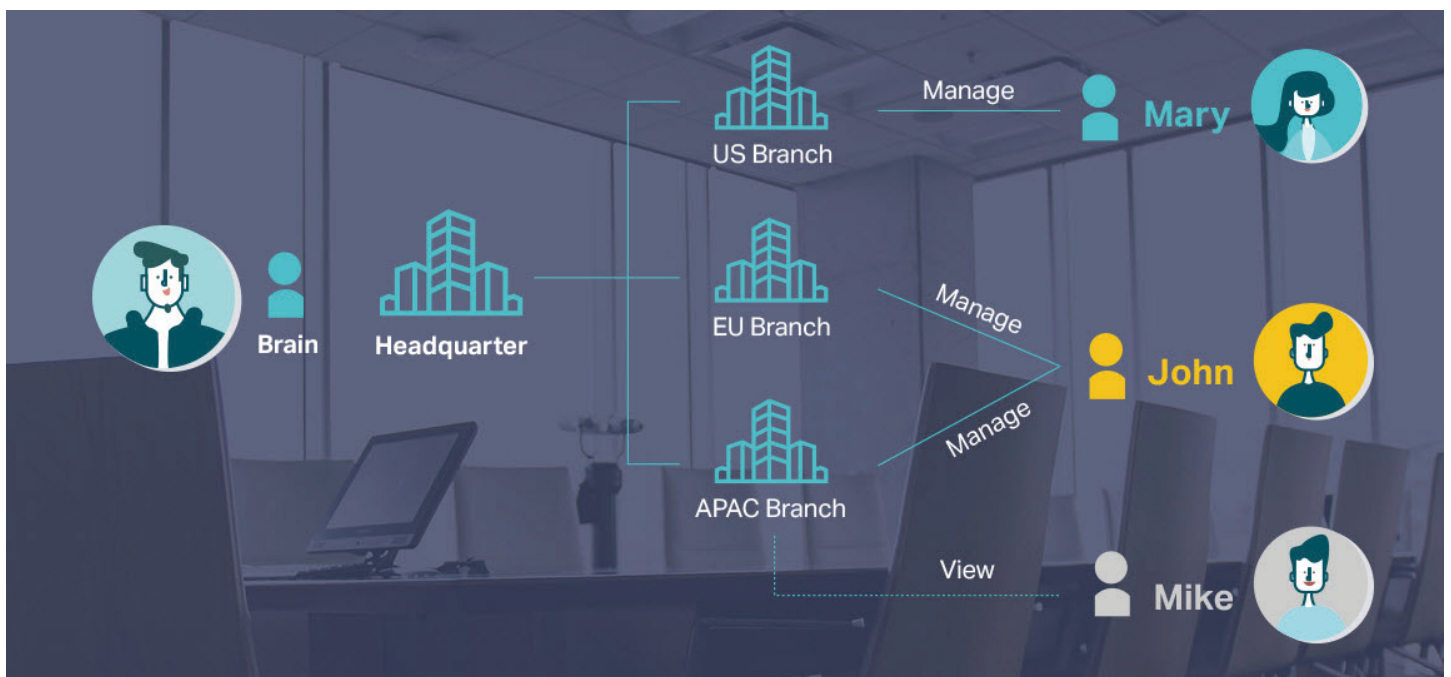 US Branch
Manage
Mary
Brain
Headquarter
EU Branch
Manage
John
Manage
APAC Branch
View
Mike